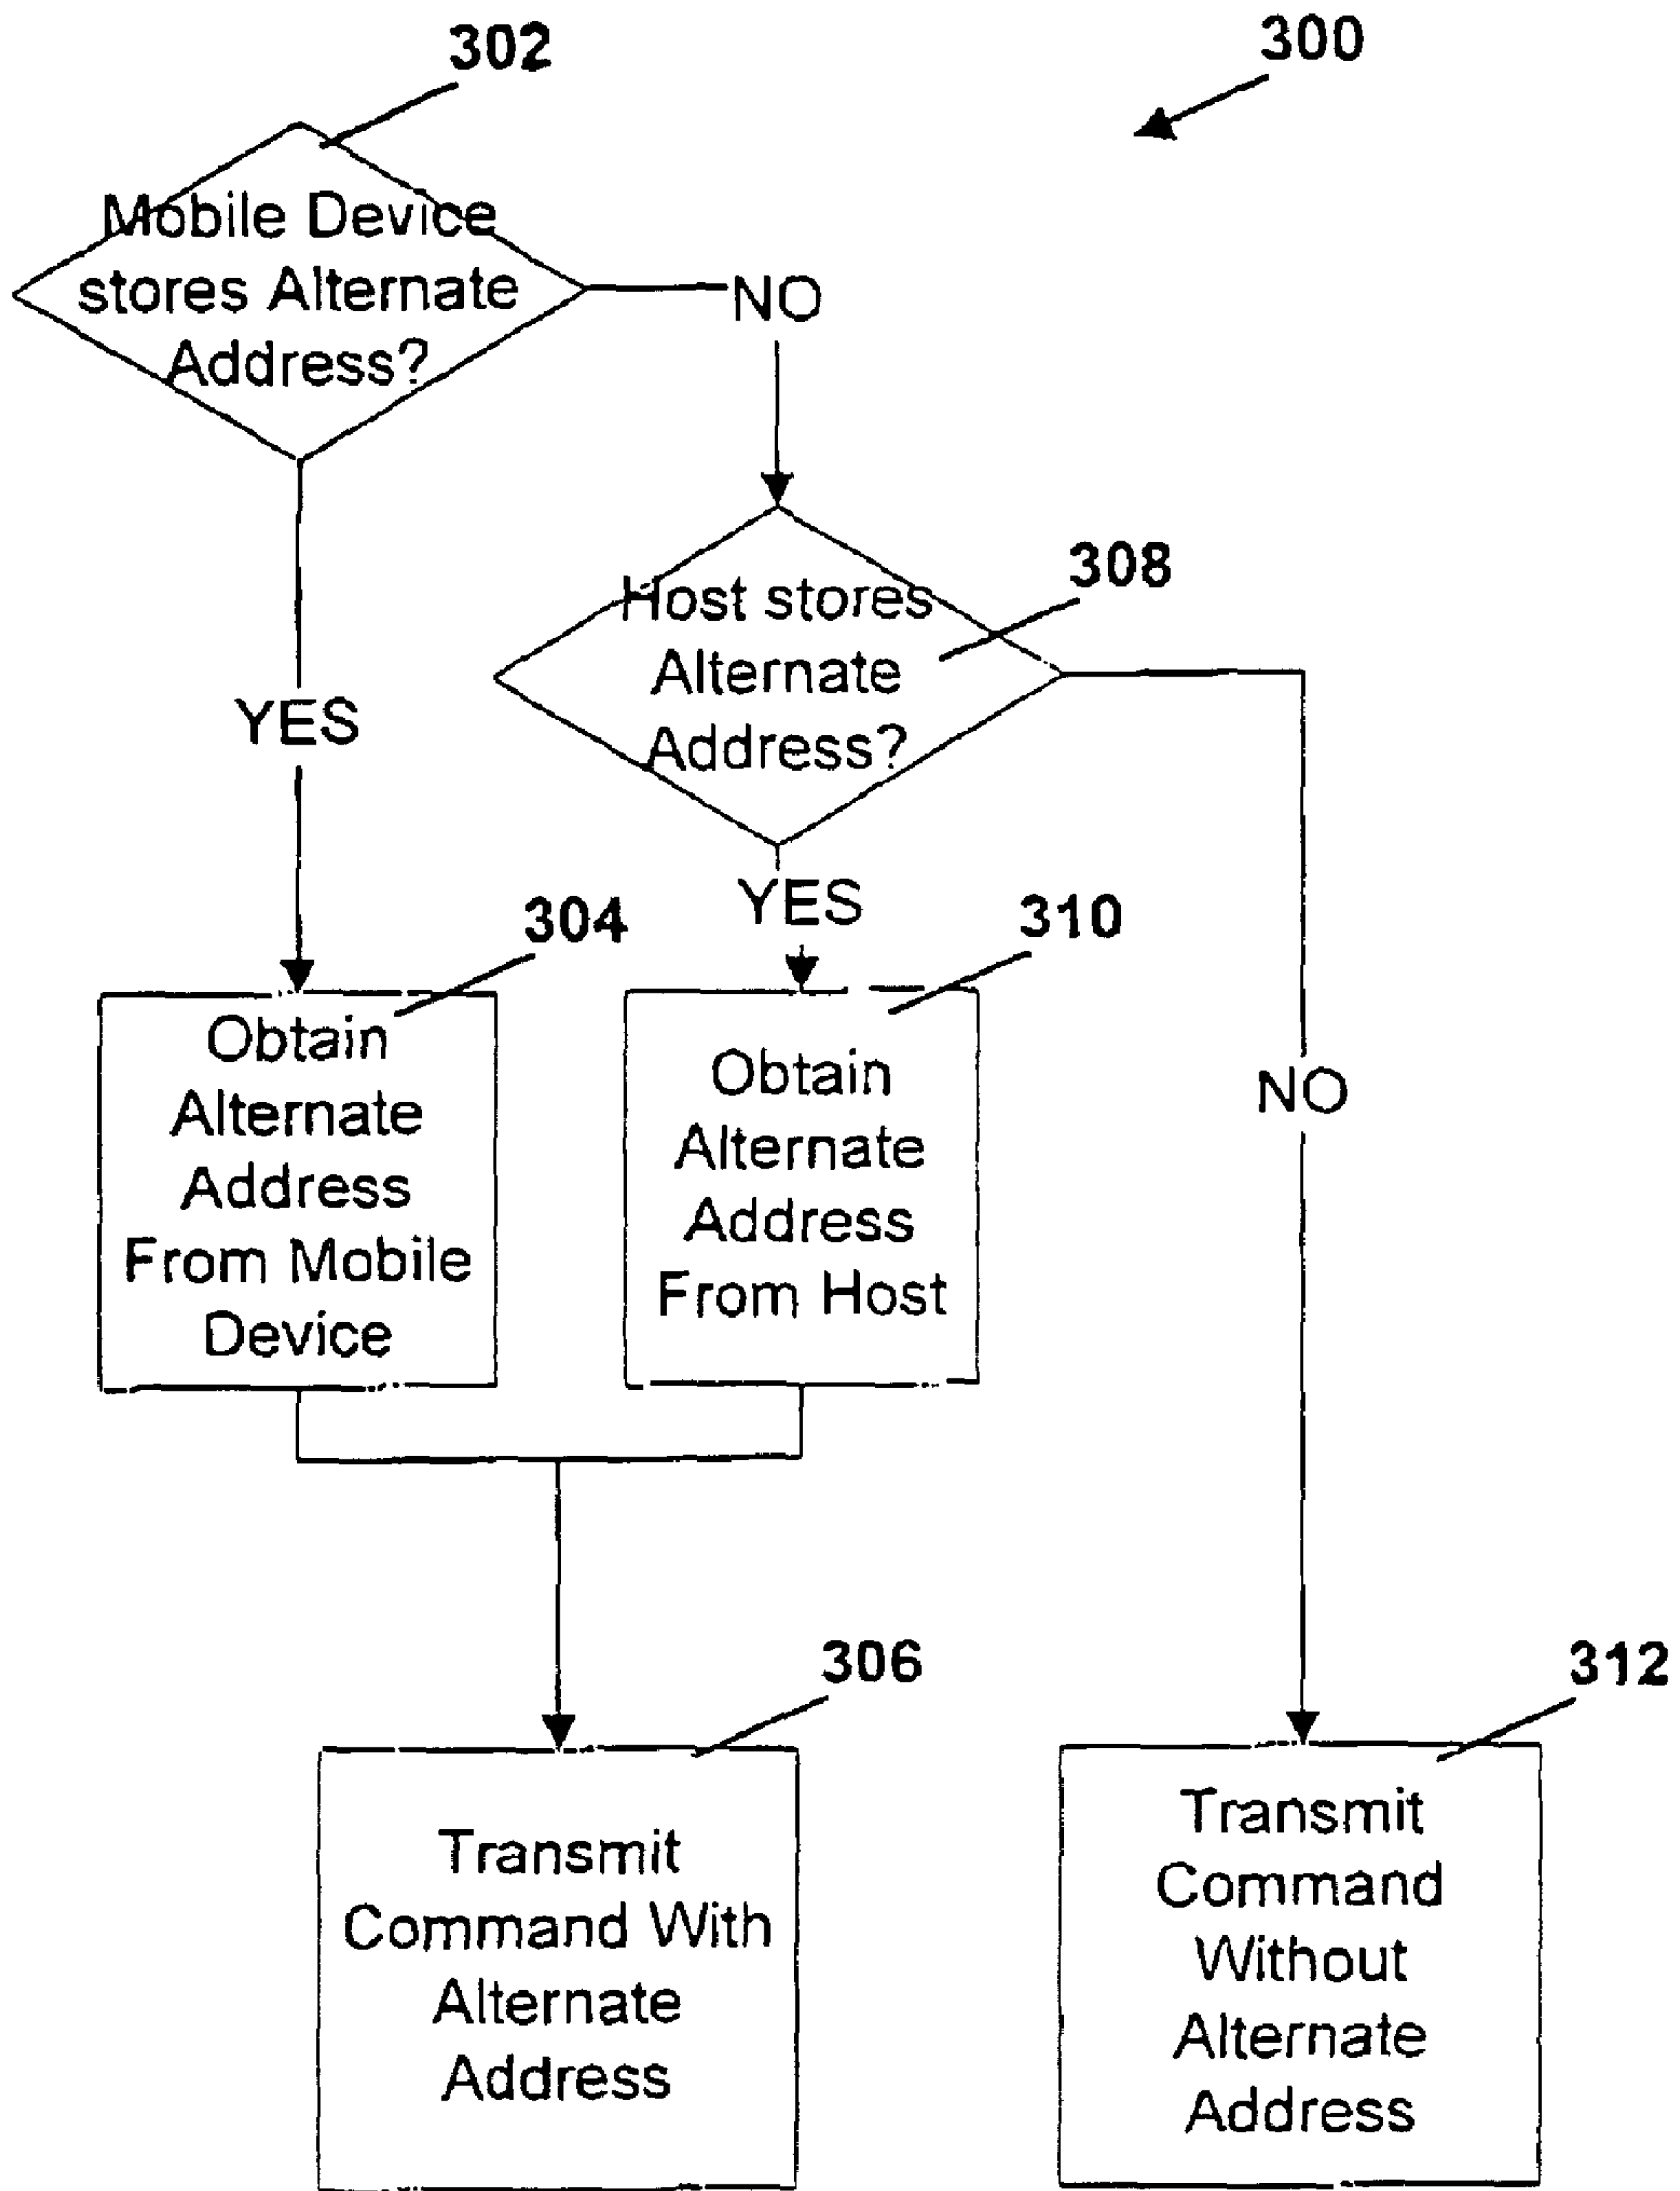 302
300
Mobile Device
stores Alternate
Address?
NO
308
Host stores
Alternate
Address?
YES
YES
304
310
Obtain
Alternate
Address
From Mobile
Device
Obtain
Alternate
Address
From Host
NO
306
312
Transmit
Command With
Alternate
Address
Transmit
Command
Without
Alternate
Address